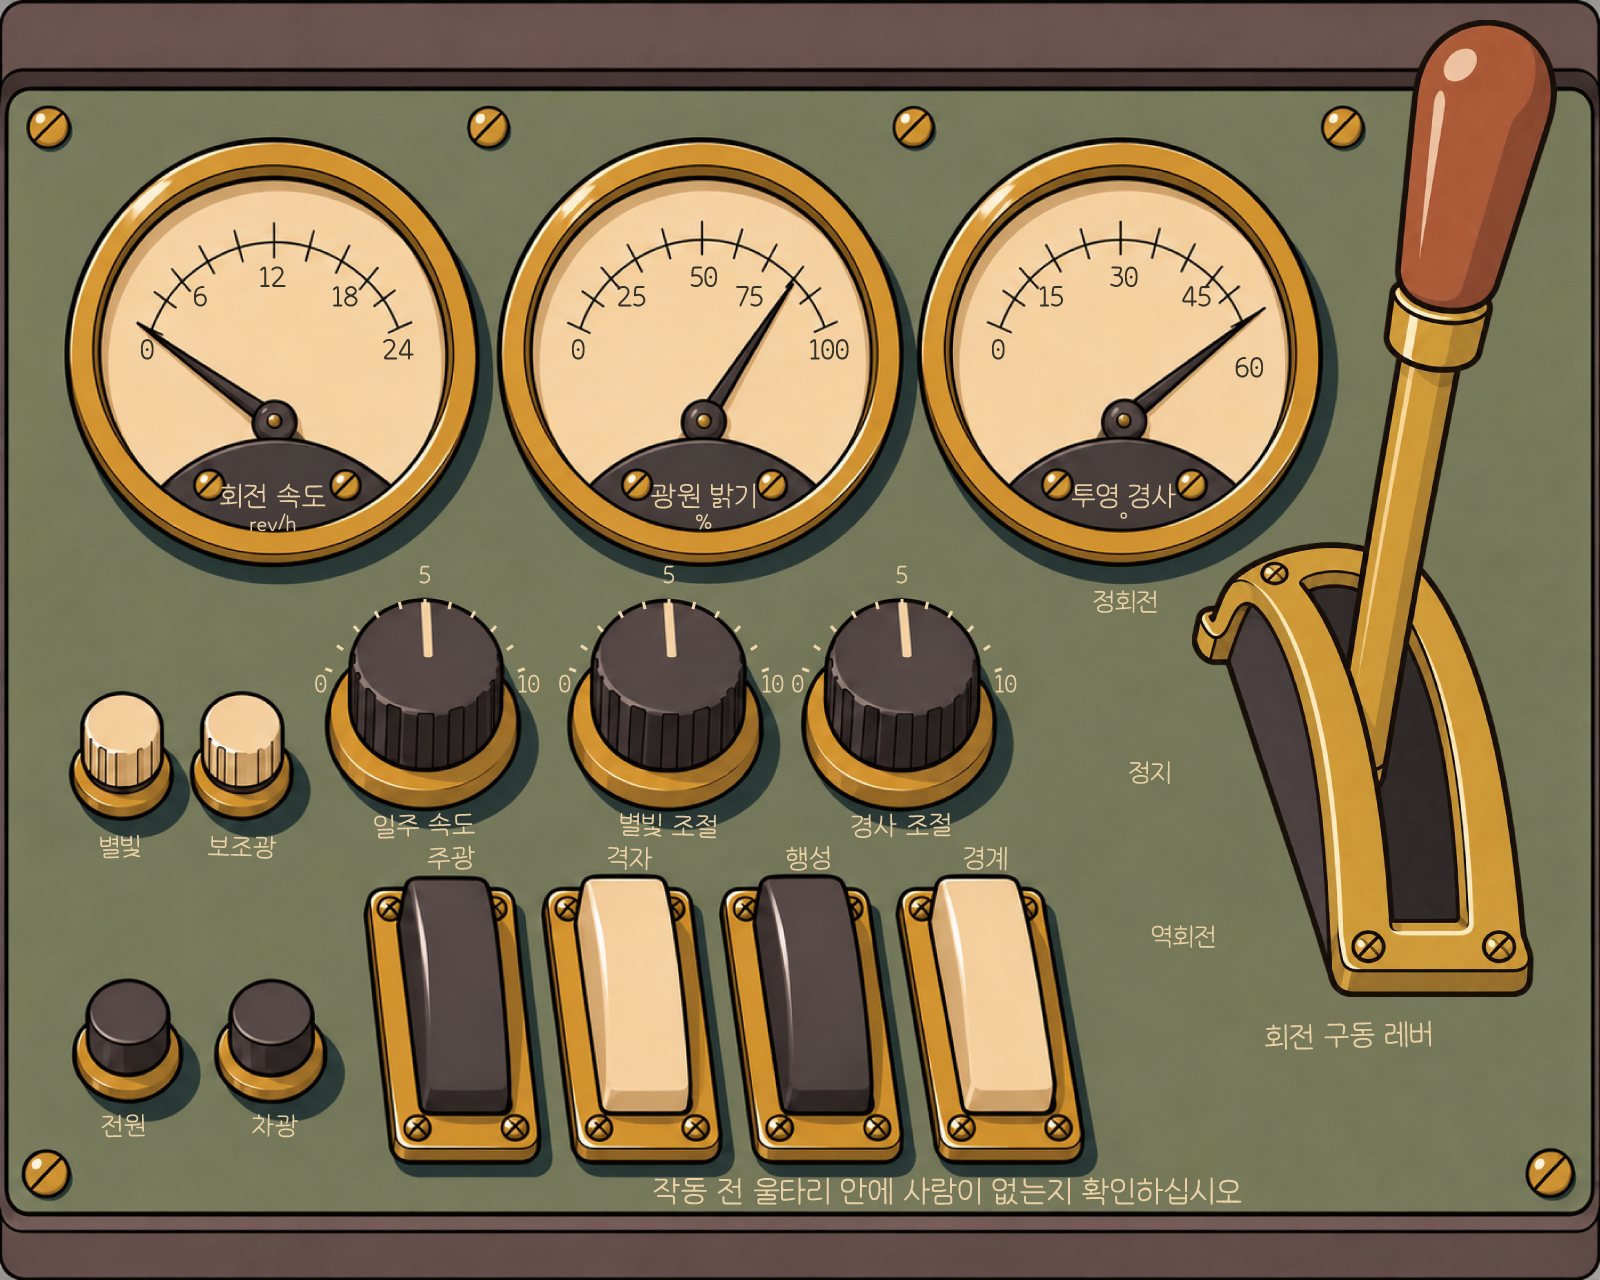 0 6 12 18 24
회전 속도
rev/h
0 25 50 75 100
광원 밝기
%
0 15 30 45 60
투영 경사
°
0 5 10
일주 속도
0 5 10
별빛 조절
0 5 10
경사 조절
정회전
정지
역회전
회전 구동 레버
별빛
보조광
주광
격자
행성
경계
전원
차광
작동 전 울타리 안에 사람이 없는지 확인하십시오